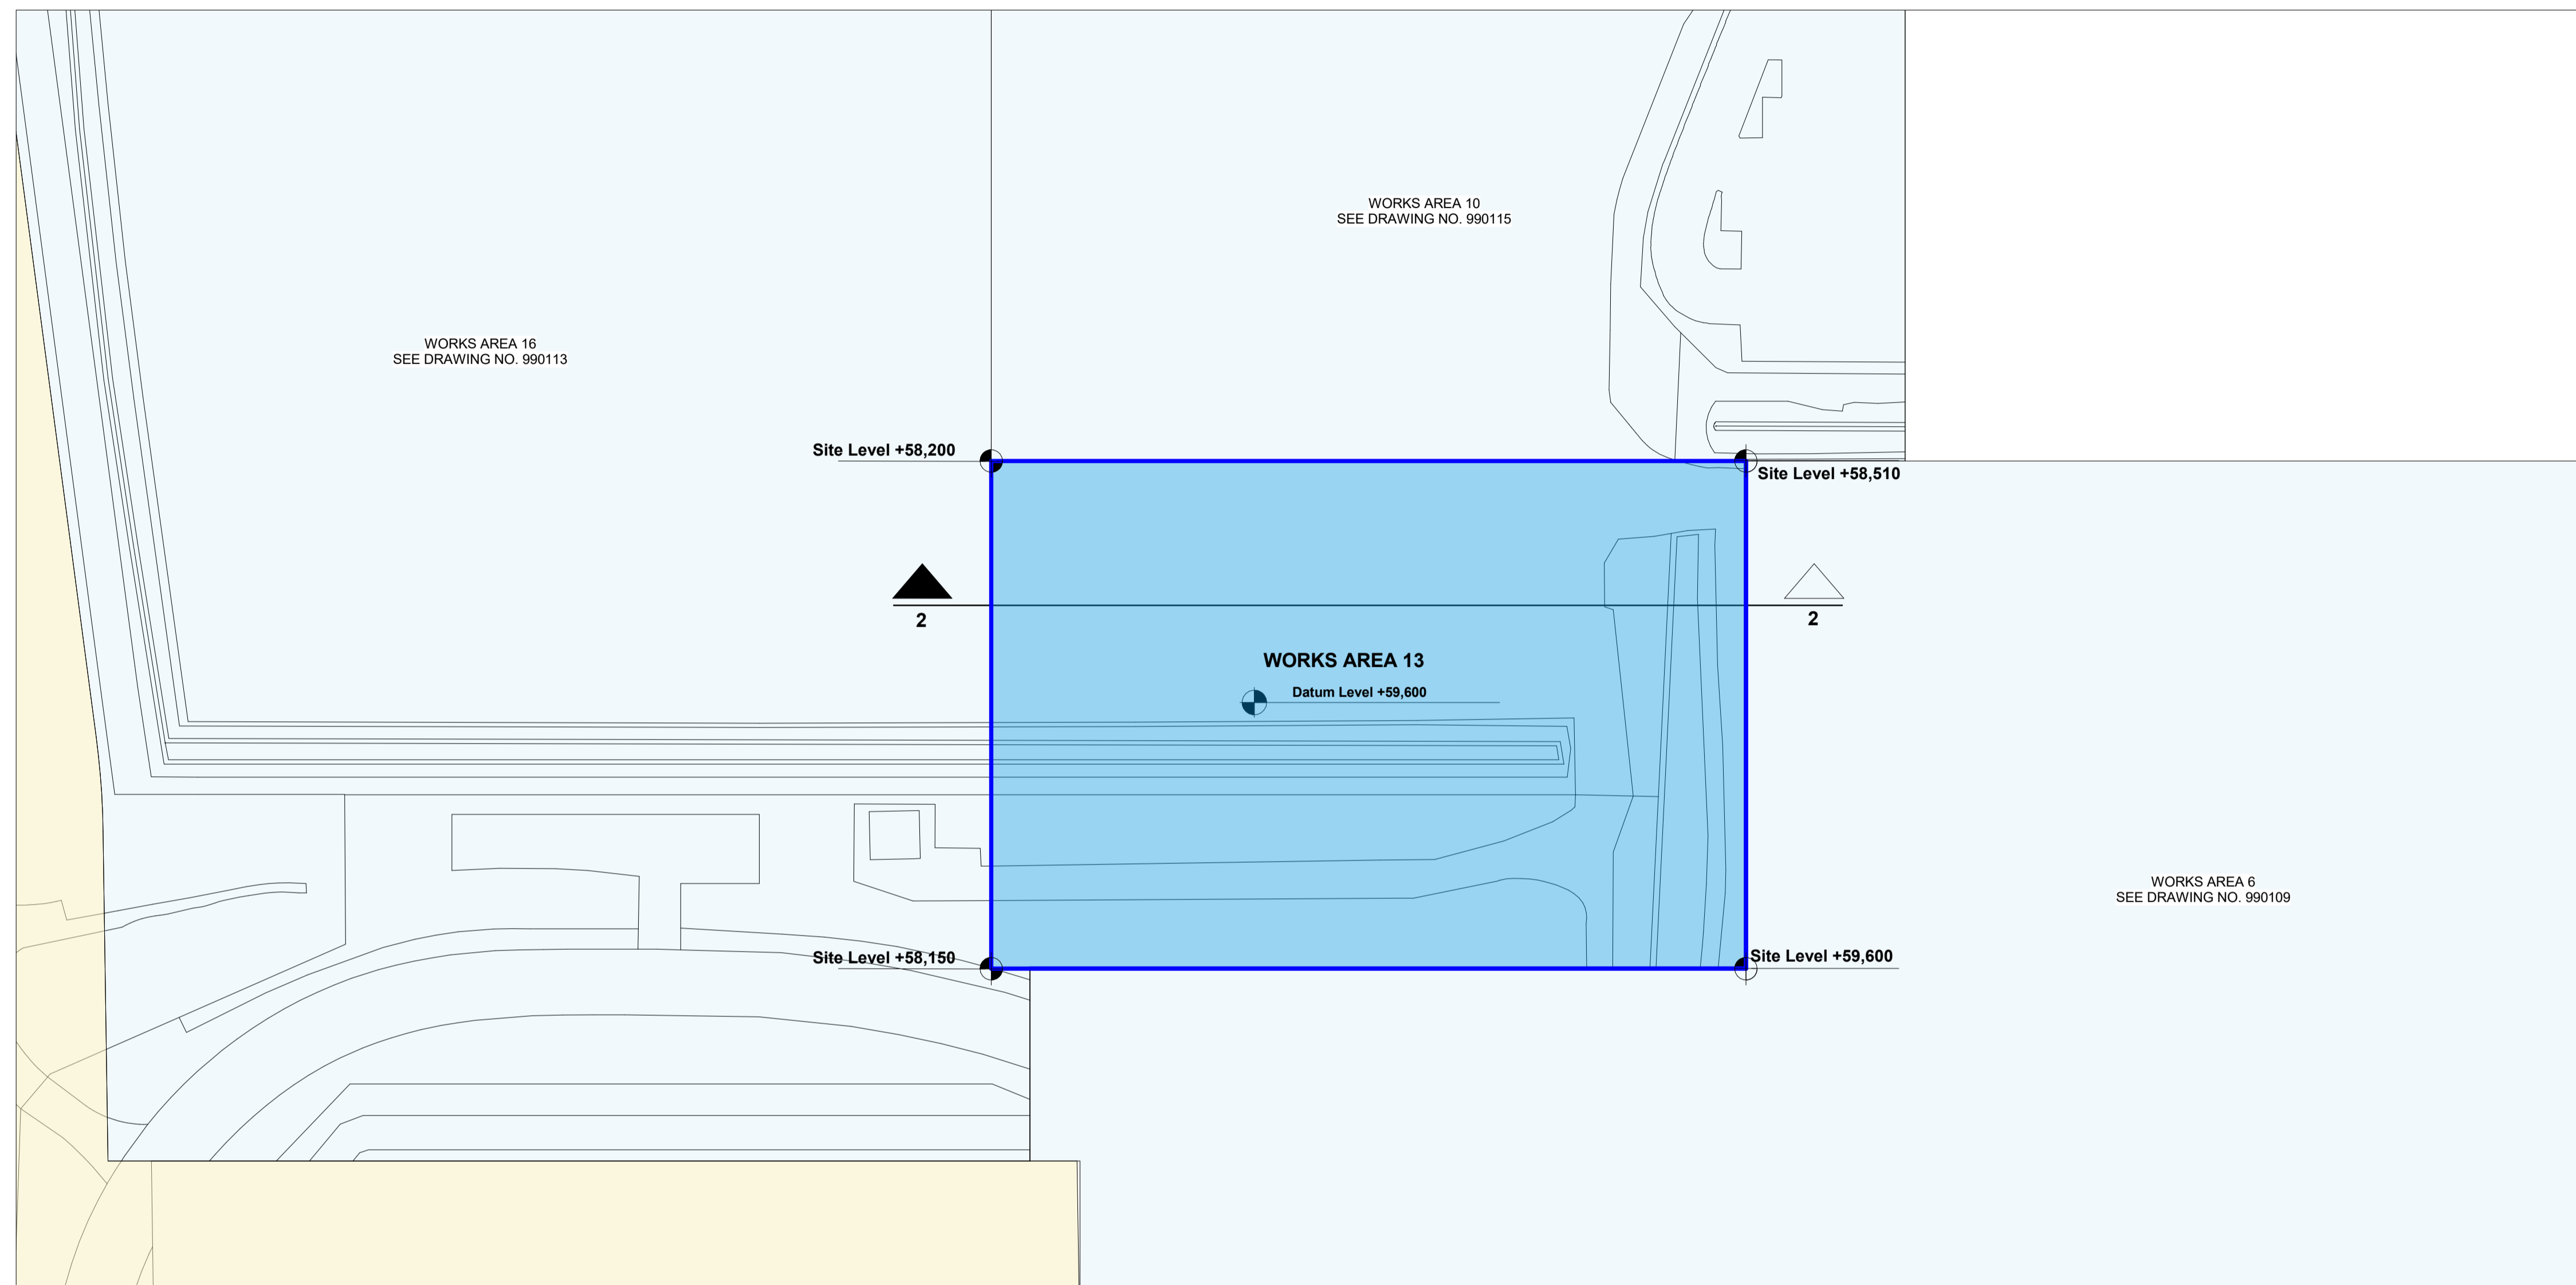 WORKS AREA 10
SEE DRAWING NO. 990115
WORKS AREA 16
SEE DRAWING NO. 990113
Site Level +58,200
Site Level +58,510
2
2
WORKS AREA 13
Datum Level +59,600
WORKS AREA 6
SEE DRAWING NO. 990109
Site Level +58,150
Site Level +59,600